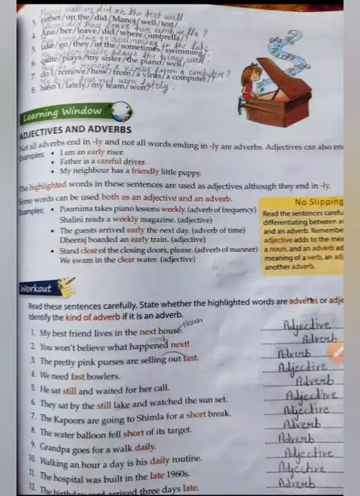 3. father/on the/did/Manoj/well/test/
4. Anu/her/leave/did/where/umbrella/
5. like/go/they/in the/sometimes/swimming/
6. quite/plays/my sister/the piano/well/
7. do I/remove/how/from/a virus/a computer/
8. hasn't/lately/my team/won?
Learning Window
ADJECTIVES AND ADVERBS
Not all adverbs end in -ly and not all words ending in -ly are adverbs. Adjectives can also en
Examples: • I am an early riser.
• Father is a careful driver.
• My neighbour has a friendly little puppy.
The highlighted words in these sentences are used as adjectives although they end in -ly.
Some words can be used both as an adjective and an adverb.
Examples: • Poornima takes piano lessons weekly. (adverb of frequency)
Shalini reads a weekly magazine. (adjective)
• The guests arrived early the next day. (adverb of time)
Dheeraj boarded an early train. (adjective)
• Stand clear of the closing doors, please. (adverb of manner)
We swam in the clear water. (adjective)
No Slipping
Read the sentences carefu
differentiating between an
and an adverb. Remembe
adjective adds to the mea
a noun, and an adverb ad
meaning of a verb, an adj
another adverb.
Workout
Read these sentences carefully. State whether the highlighted words are adverbs or adje
Identify the kind of adverb if it is an adverb.
1. My best friend lives in the next house. Noun Adjective
2. You won't believe what happened next! Adverb
3. The pretty pink purses are selling out fast. Adverb
4. We need fast bowlers. Adjective
5. He sat still and waited for her call. Adverb
6. They sat by the still lake and watched the sun set. Adjective
7. The Kapoors are going to Shimla for a short break. Adjective
8. The water balloon fell short of its target. Adverb
9. Grandpa goes for a walk daily. Adverb
10. Walking an hour a day is his daily routine. Adjective
11. The hospital was built in the late 1960s. Adjective
12. The birthday card arrived three days late. Adverb